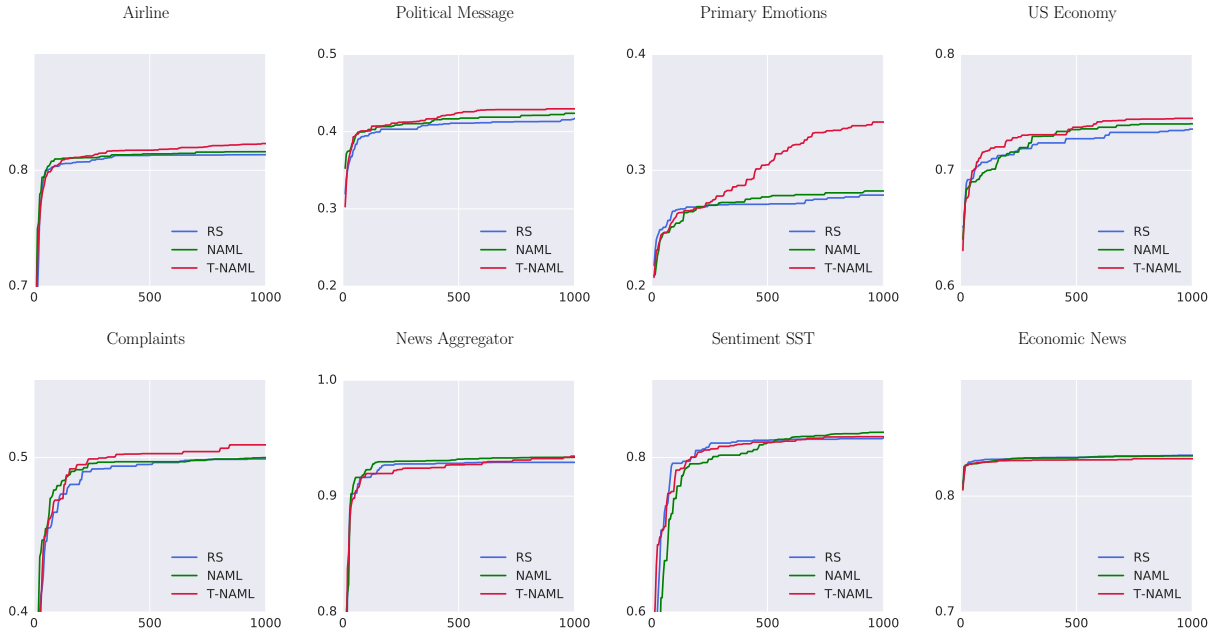 Airline
Political Message
Primary Emotions
US Economy
0.8
0.7
0
500
1000
RS
NAML
T-NAML
0.5
0.4
0.3
0.2
0
500
1000
RS
NAML
T-NAML
0.4
0.3
0.2
0
500
1000
RS
NAML
T-NAML
0.8
0.7
0.6
0
500
1000
RS
NAML
T-NAML
Complaints
News Aggregator
Sentiment SST
Economic News
0.5
0.4
0
500
1000
RS
NAML
T-NAML
1.0
0.9
0.8
0
500
1000
RS
NAML
T-NAML
0.8
0.6
0
500
1000
RS
NAML
T-NAML
0.8
0.7
0
500
1000
RS
NAML
T-NAML